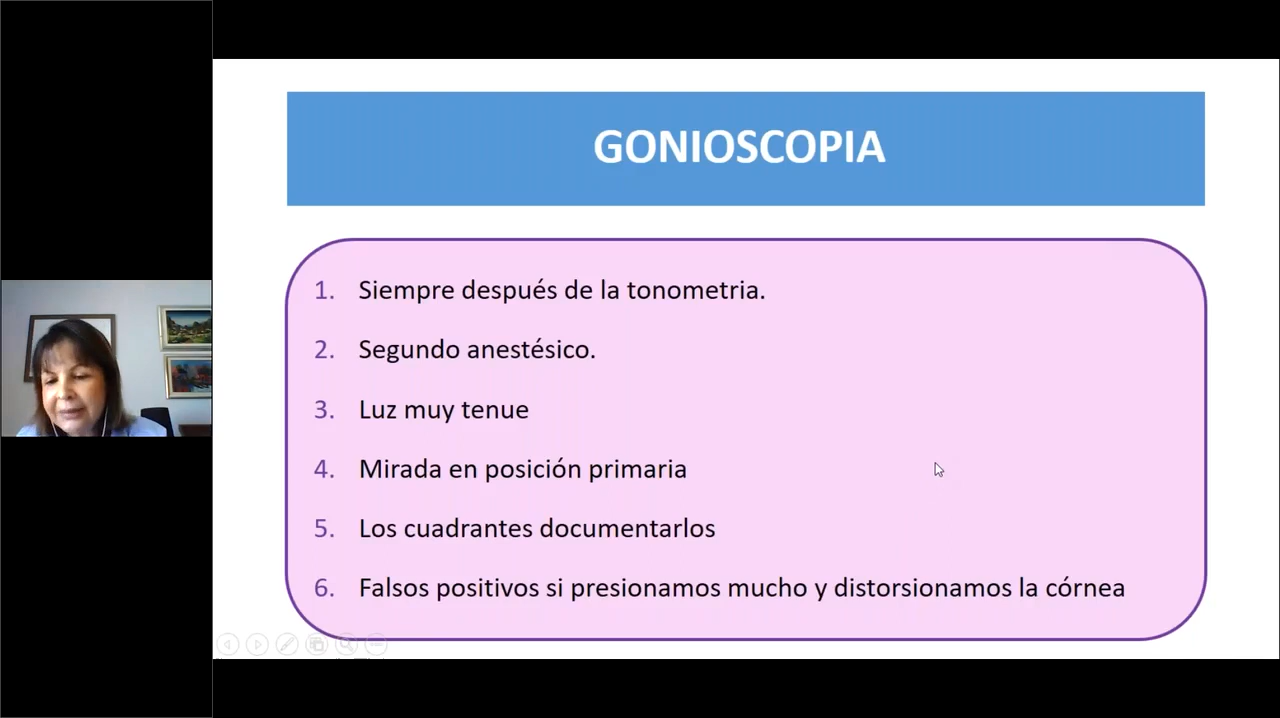 GONIOSCOPIA
1. Siempre después de la tonometria.
2. Segundo anestésico.
3. Luz muy tenue
4. Mirada en posición primaria
5. Los cuadrantes documentarlos
6. Falsos positivos si presionamos mucho y distorsionamos la córnea